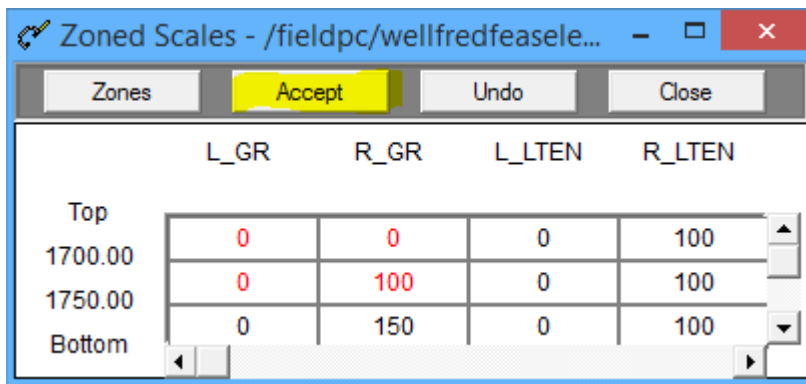 Zoned Scales - /fieldpc/wellfredfeasele...
Zones Accept Undo Close
L_GR R_GR L_LTEN R_LTEN
Top
0 0 0 100
1700.00
0 100 0 100
1750.00
0 150 0 100
Bottom